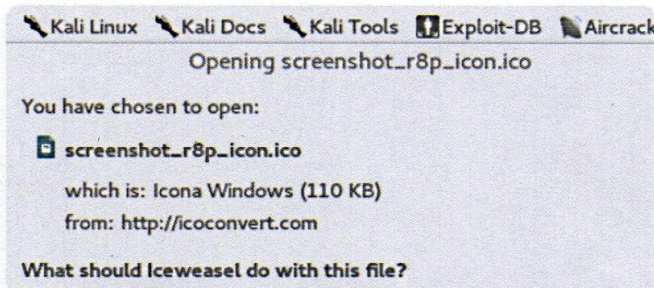 Kali Linux Kali Docs Kali Tools Exploit-DB Aircrack
Opening screenshot_r8p_icon.ico
You have chosen to open:
screenshot_r8p_icon.ico
which is: Icona Windows (110 KB)
from: http://icoconvert.com
What should Iceweasel do with this file?